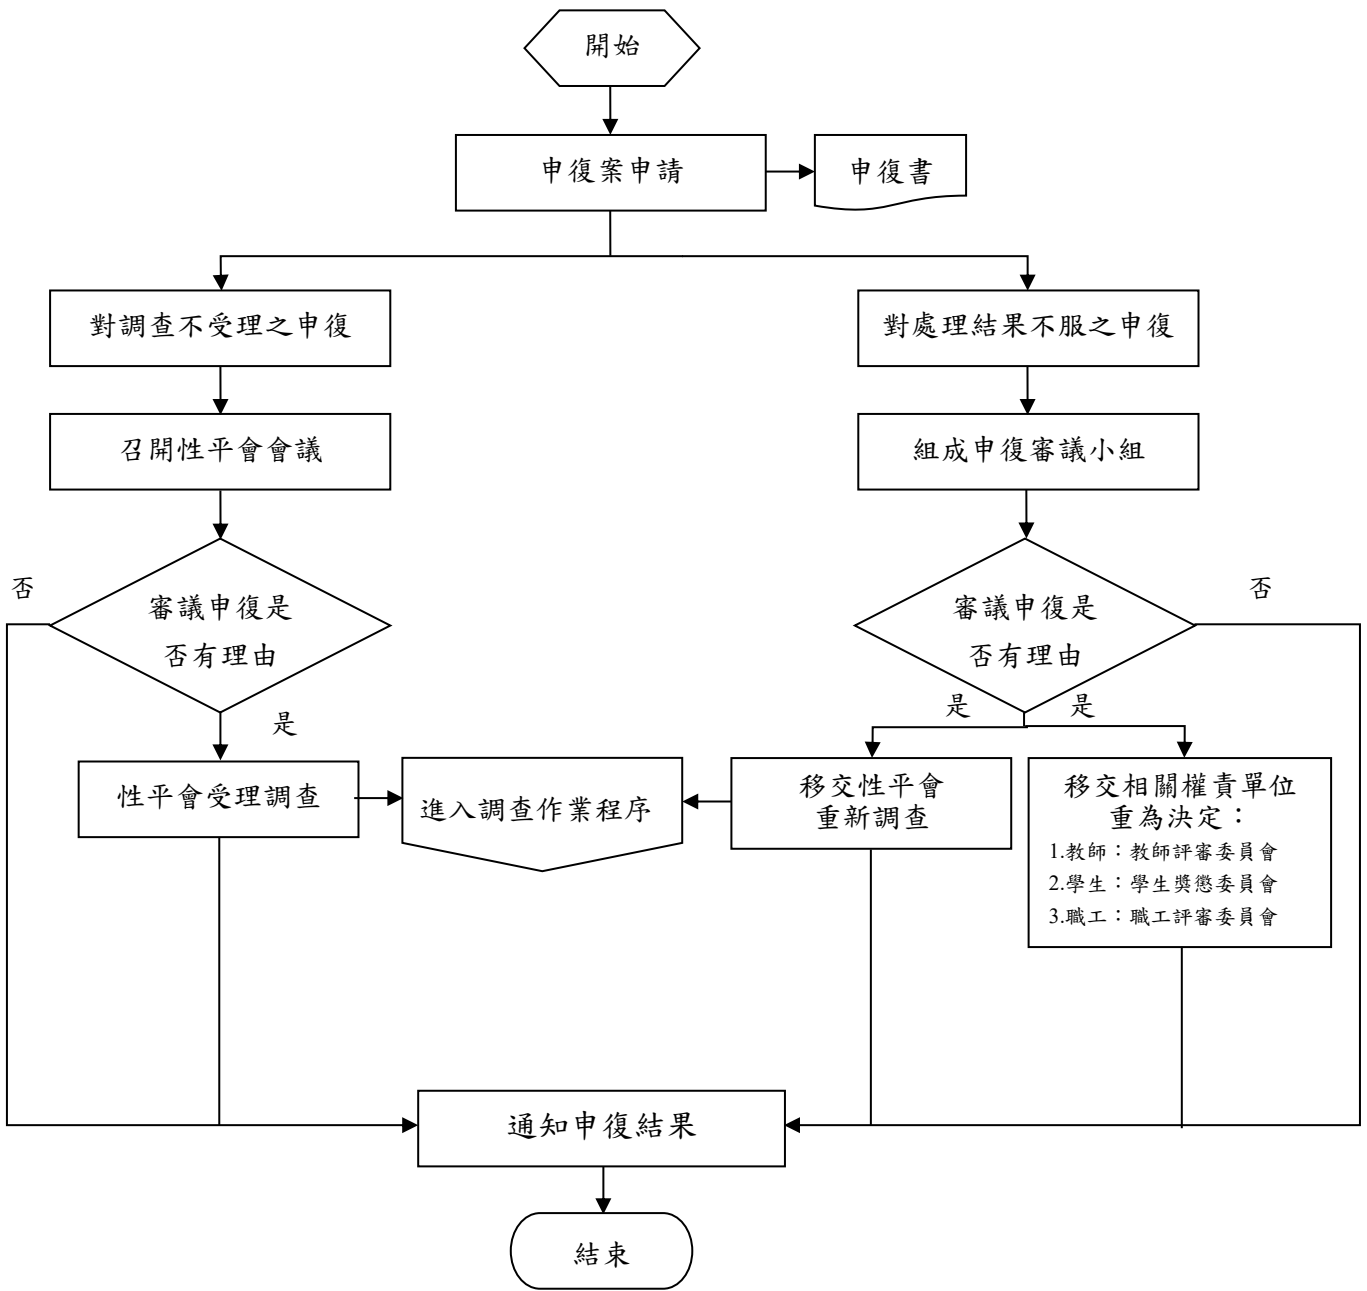 開始
申復案申請
申復書
對調查不受理之申復
對處理結果不服之申復
召開性平會會議
組成申復審議小組
否
審議申復是
否有理由
審議申復是
否有理由
否
是
是
是
性平會受理調查
進入調查作業程序
移交性平會
重新調查
移交相關權責單位
重為決定：
1.教師：教師評審委員會
2.學生：學生獎懲委員會
3.職工：職工評審委員會
通知申復結果
結束